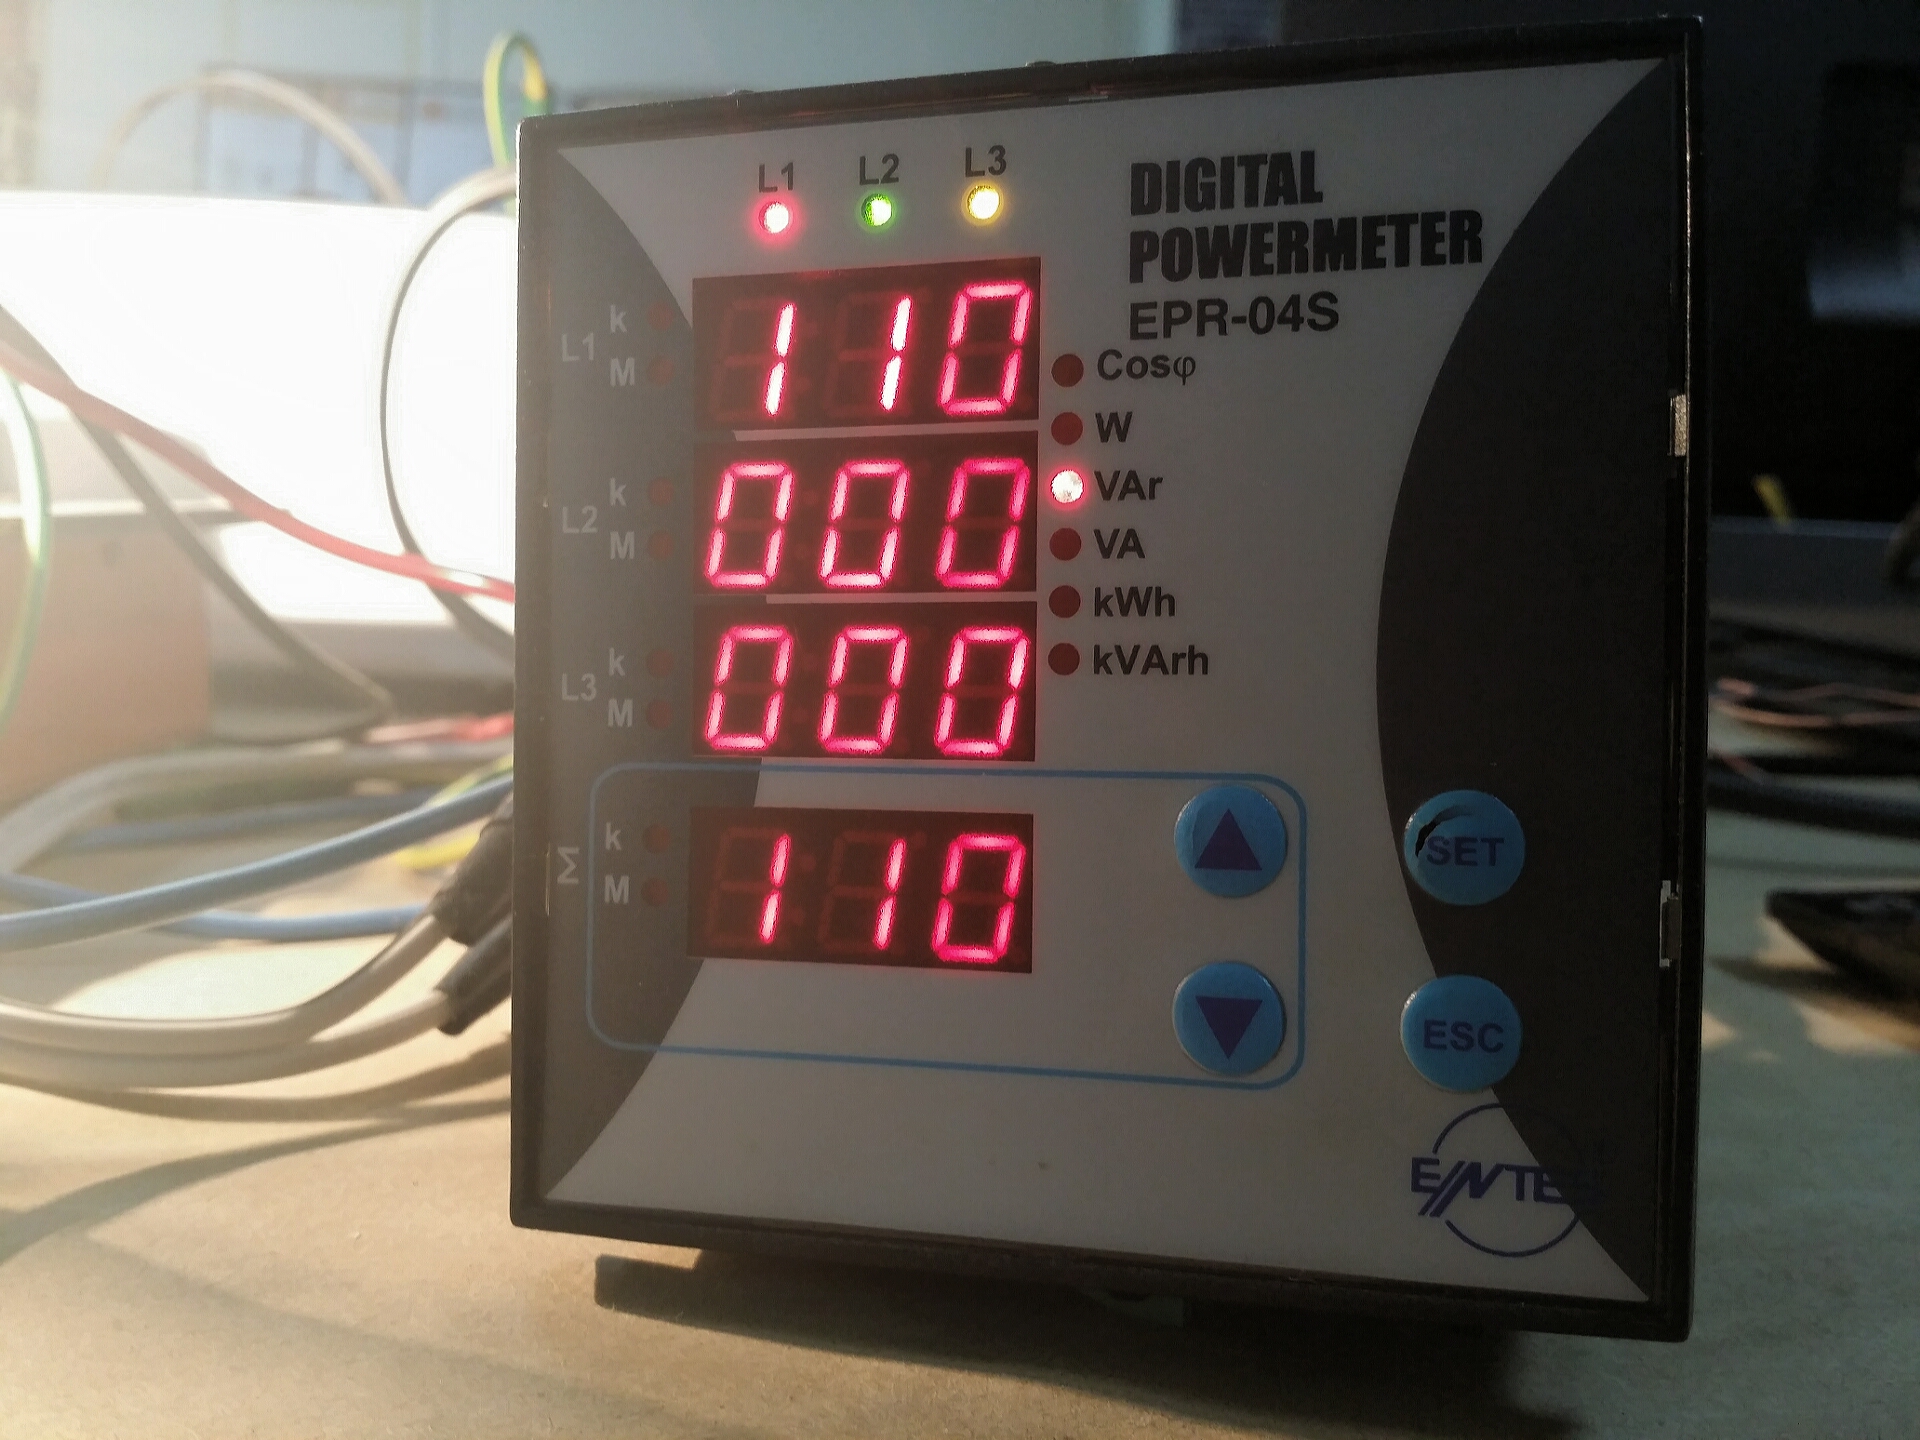 L1 L2 L3
DIGITAL
POWERMETER
EPR-04S
L1 k M 110
Cosφ
W
L2 k M 000
VAr
VA
kWh
L3 k M 000
kVArh
Σ k M 110
▲
SET
▼
ESC
ENTES